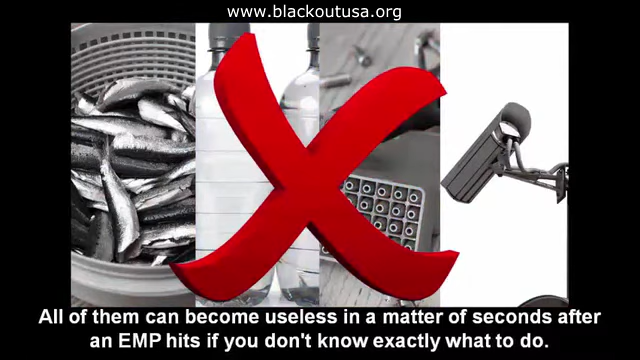 www.blackoutusa.org
All of them can become useless in a matter of seconds after
an EMP hits if you don't know exactly what to do.